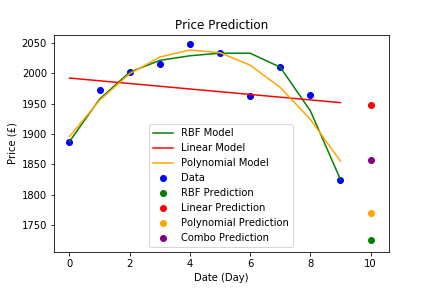 Price Prediction
Price (£)
2050
2000
1950
1900
1850
1800
1750
RBF Model
Linear Model
Polynomial Model
Data
RBF Prediction
Linear Prediction
Polynomial Prediction
Combo Prediction
0 2 4 6 8 10
Date (Day)